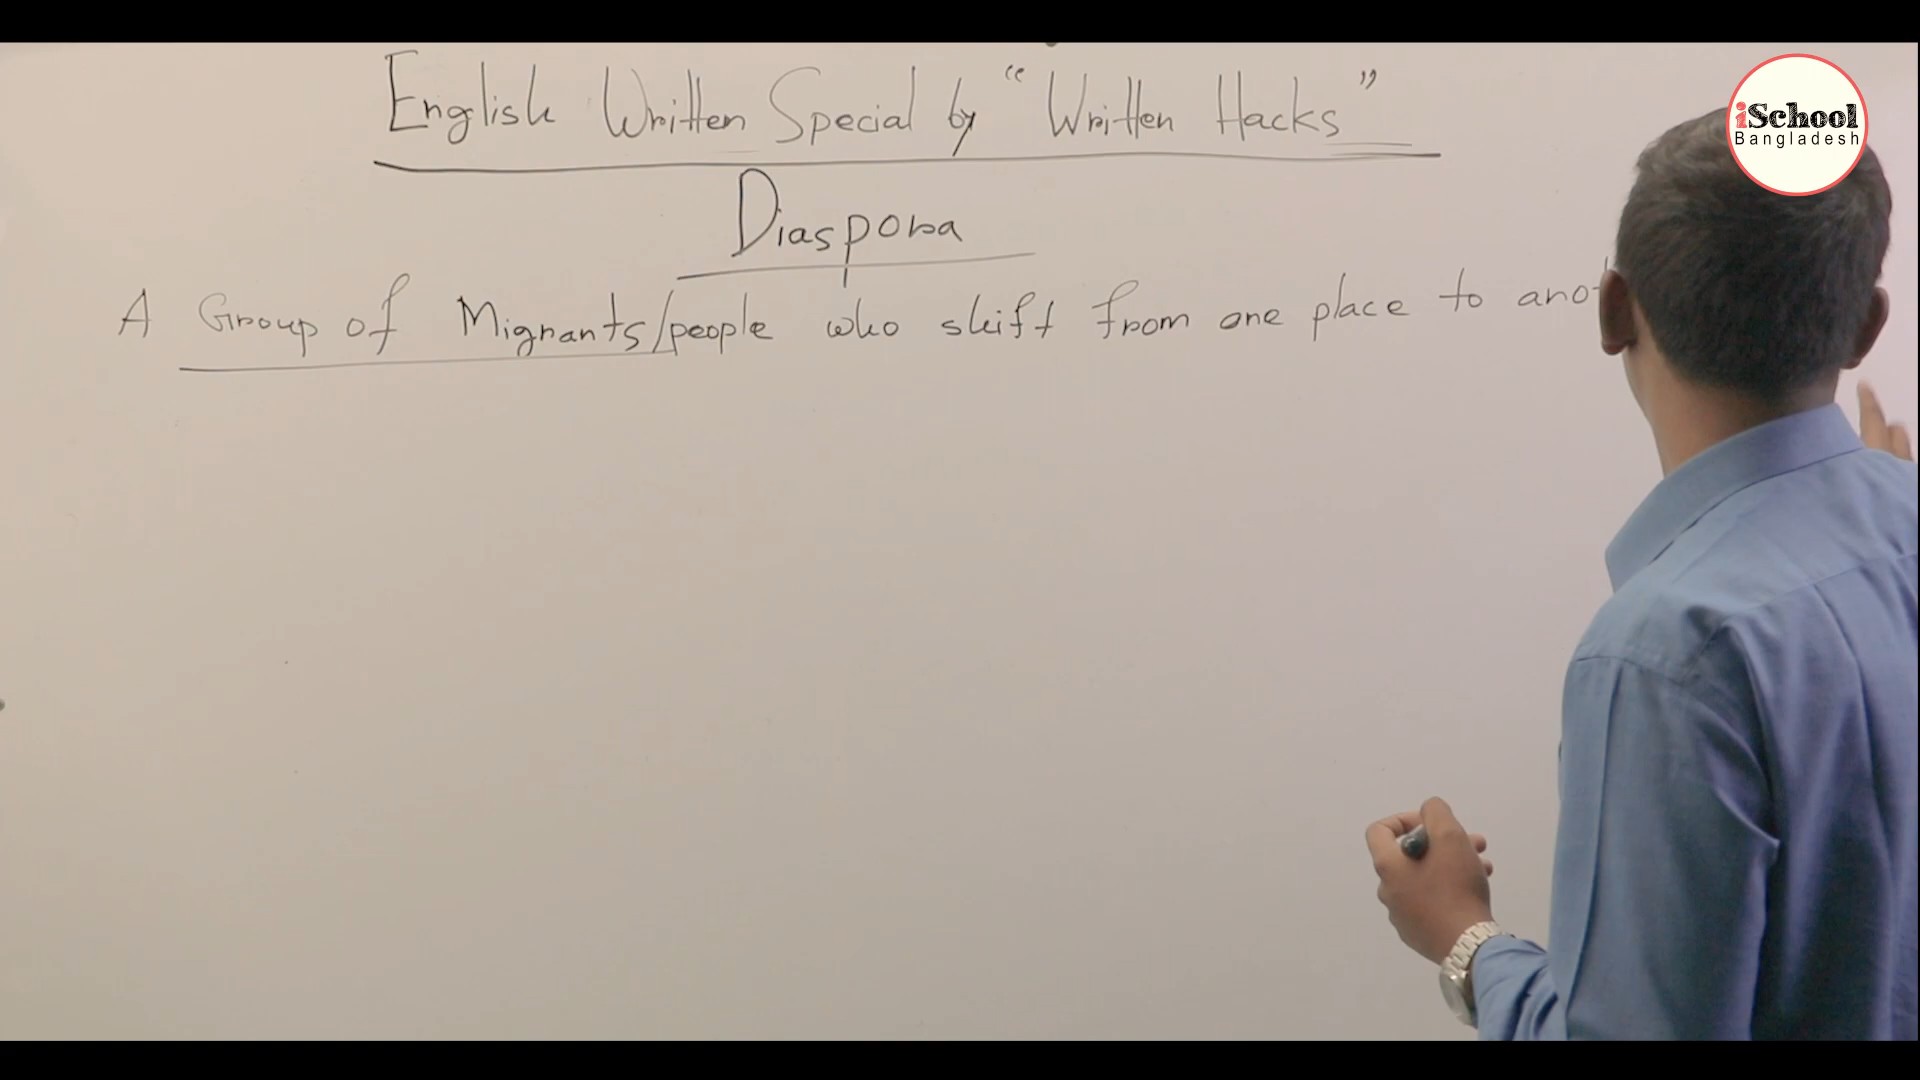 English Written Special by "Written Hacks"
Diaspora
A Group of Migrants/people who shift from one place to anot
iSchool
Bangladesh